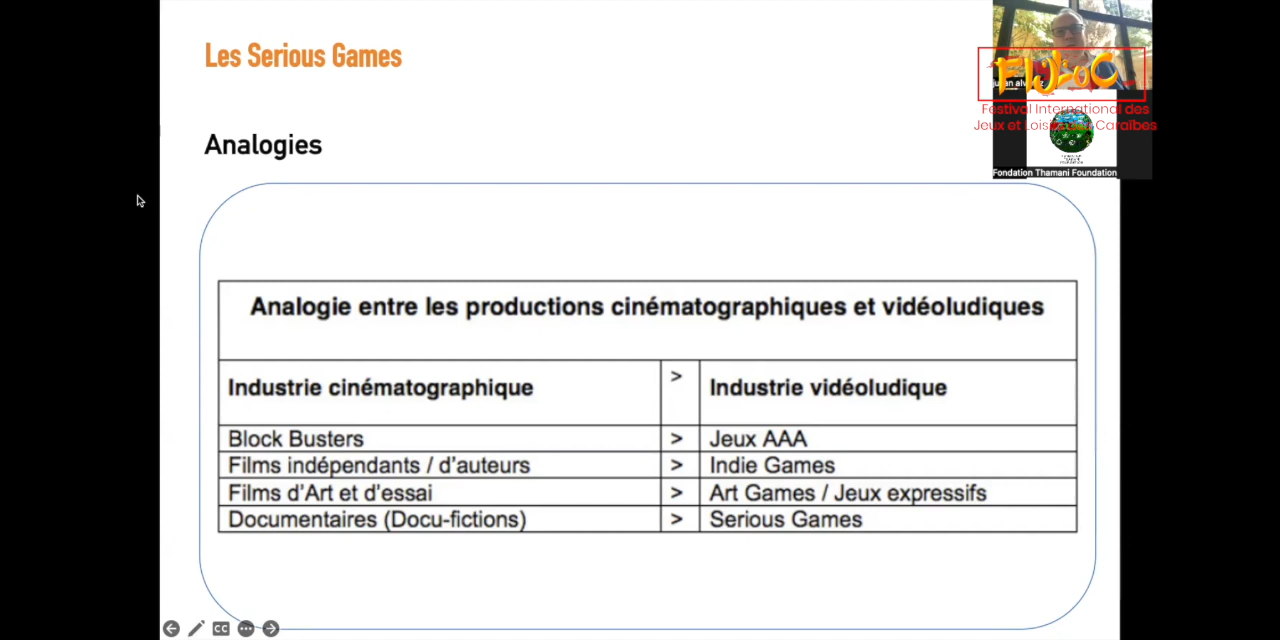 Les Serious Games
Analogies
FIJLoC
Festival International des
Jeux et Loisirs des Caraïbes
Fondation Thamani Foundation
Analogie entre les productions cinématographiques et vidéoludiques
Industrie cinématographique > Industrie vidéoludique
Block Busters > Jeux AAA
Films indépendants / d'auteurs > Indie Games
Films d'Art et d'essai > Art Games / Jeux expressifs
Documentaires (Docu-fictions) > Serious Games
CC